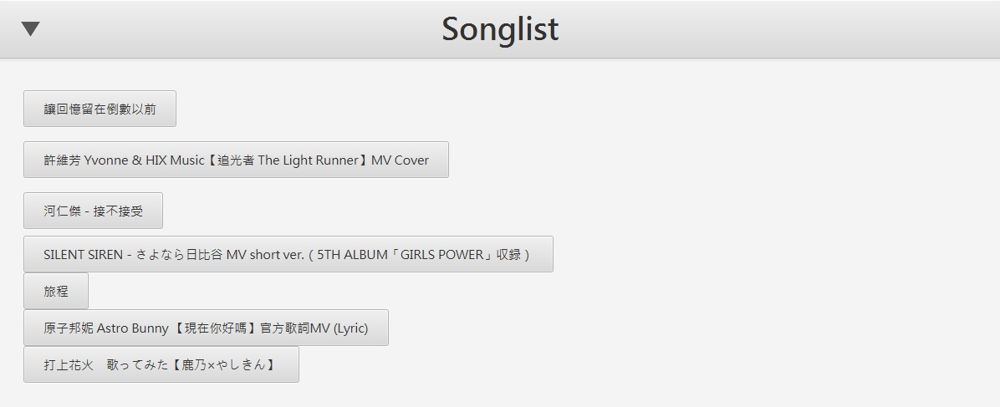 Songlist
讓回憶留在倒數以前
許維芳 Yvonne & HIX Music【追光者 The Light Runner】MV Cover
河仁傑 - 接不接受
SILENT SIREN - さよなら日比谷 MV short ver. ( 5TH ALBUM「GIRLS POWER」収録 )
旅程
原子邦妮 Astro Bunny 【現在你好嗎】官方歌詞MV (Lyric)
打上花火　歌ってみた【鹿乃×やしきん】